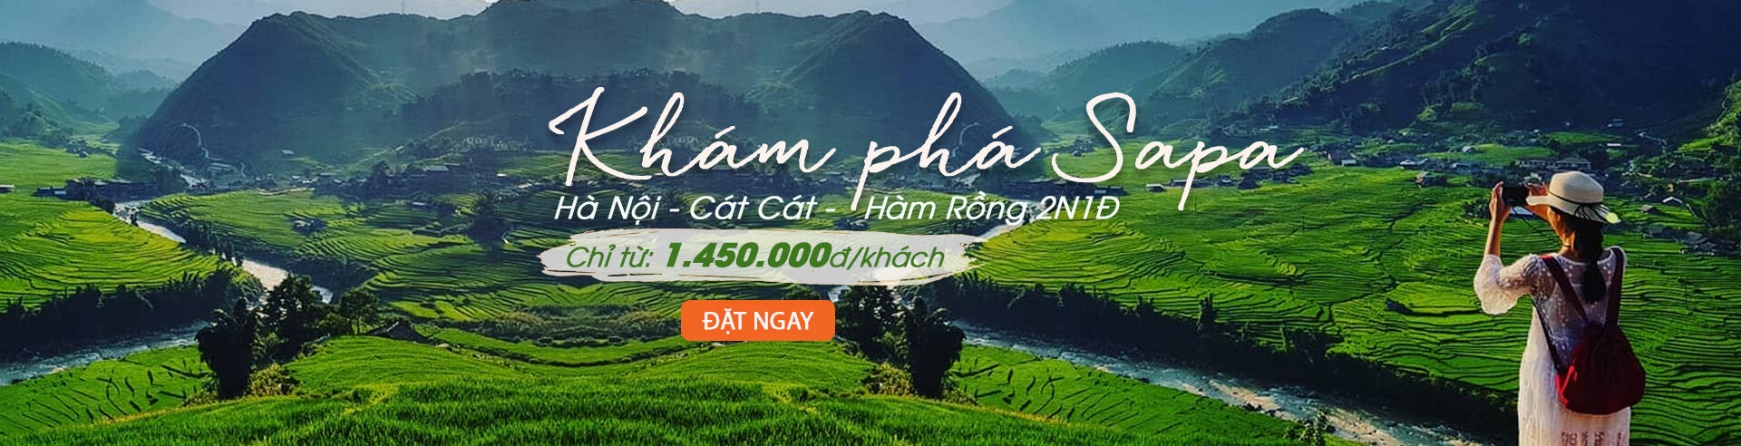 Khám phá Sapa
Hà Nội - Cát Cát - Hàm Rồng 2N1Đ
Chỉ từ: 1.450.000đ/khách
ĐẶT NGAY